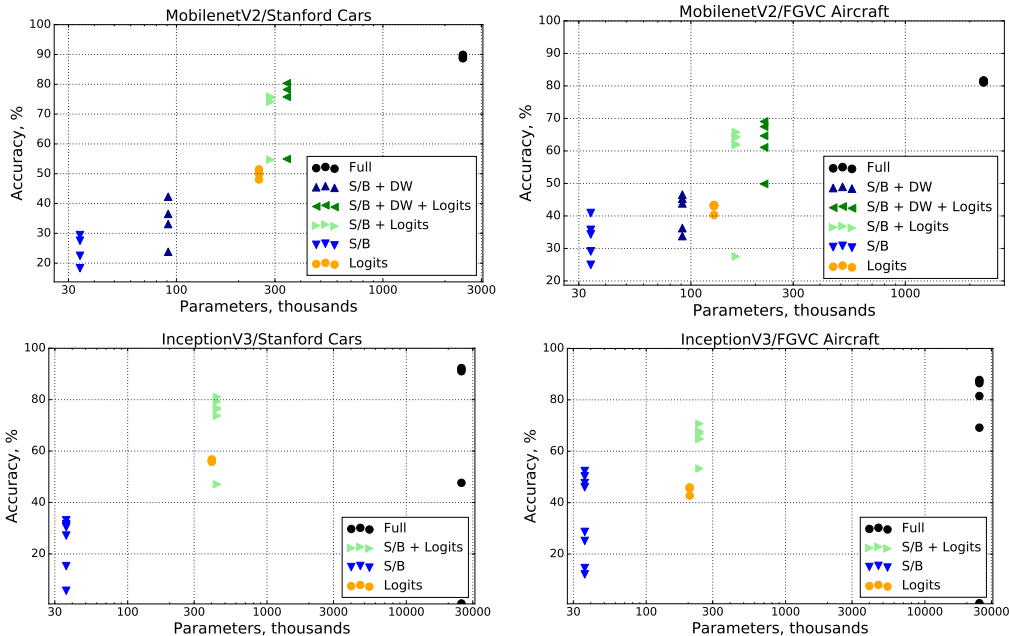 MobilenetV2/Stanford Cars
100
90
80
70
60
50
40
30
20
Accuracy, %
30
100
300
1000
3000
Parameters, thousands
Full
S/B + DW
S/B + DW + Logits
S/B + Logits
S/B
Logits
MobilenetV2/FGVC Aircraft
100
90
80
70
60
50
40
30
20
Accuracy, %
30
100
300
1000
Parameters, thousands
Full
S/B + DW
S/B + DW + Logits
S/B + Logits
S/B
Logits
InceptionV3/Stanford Cars
100
80
60
40
20
Accuracy, %
30
100
300
1000
3000
10000
30000
Parameters, thousands
Full
S/B + Logits
S/B
Logits
InceptionV3/FGVC Aircraft
100
80
60
40
20
Accuracy, %
30
100
300
1000
3000
10000
30000
Parameters, thousands
Full
S/B + Logits
S/B
Logits